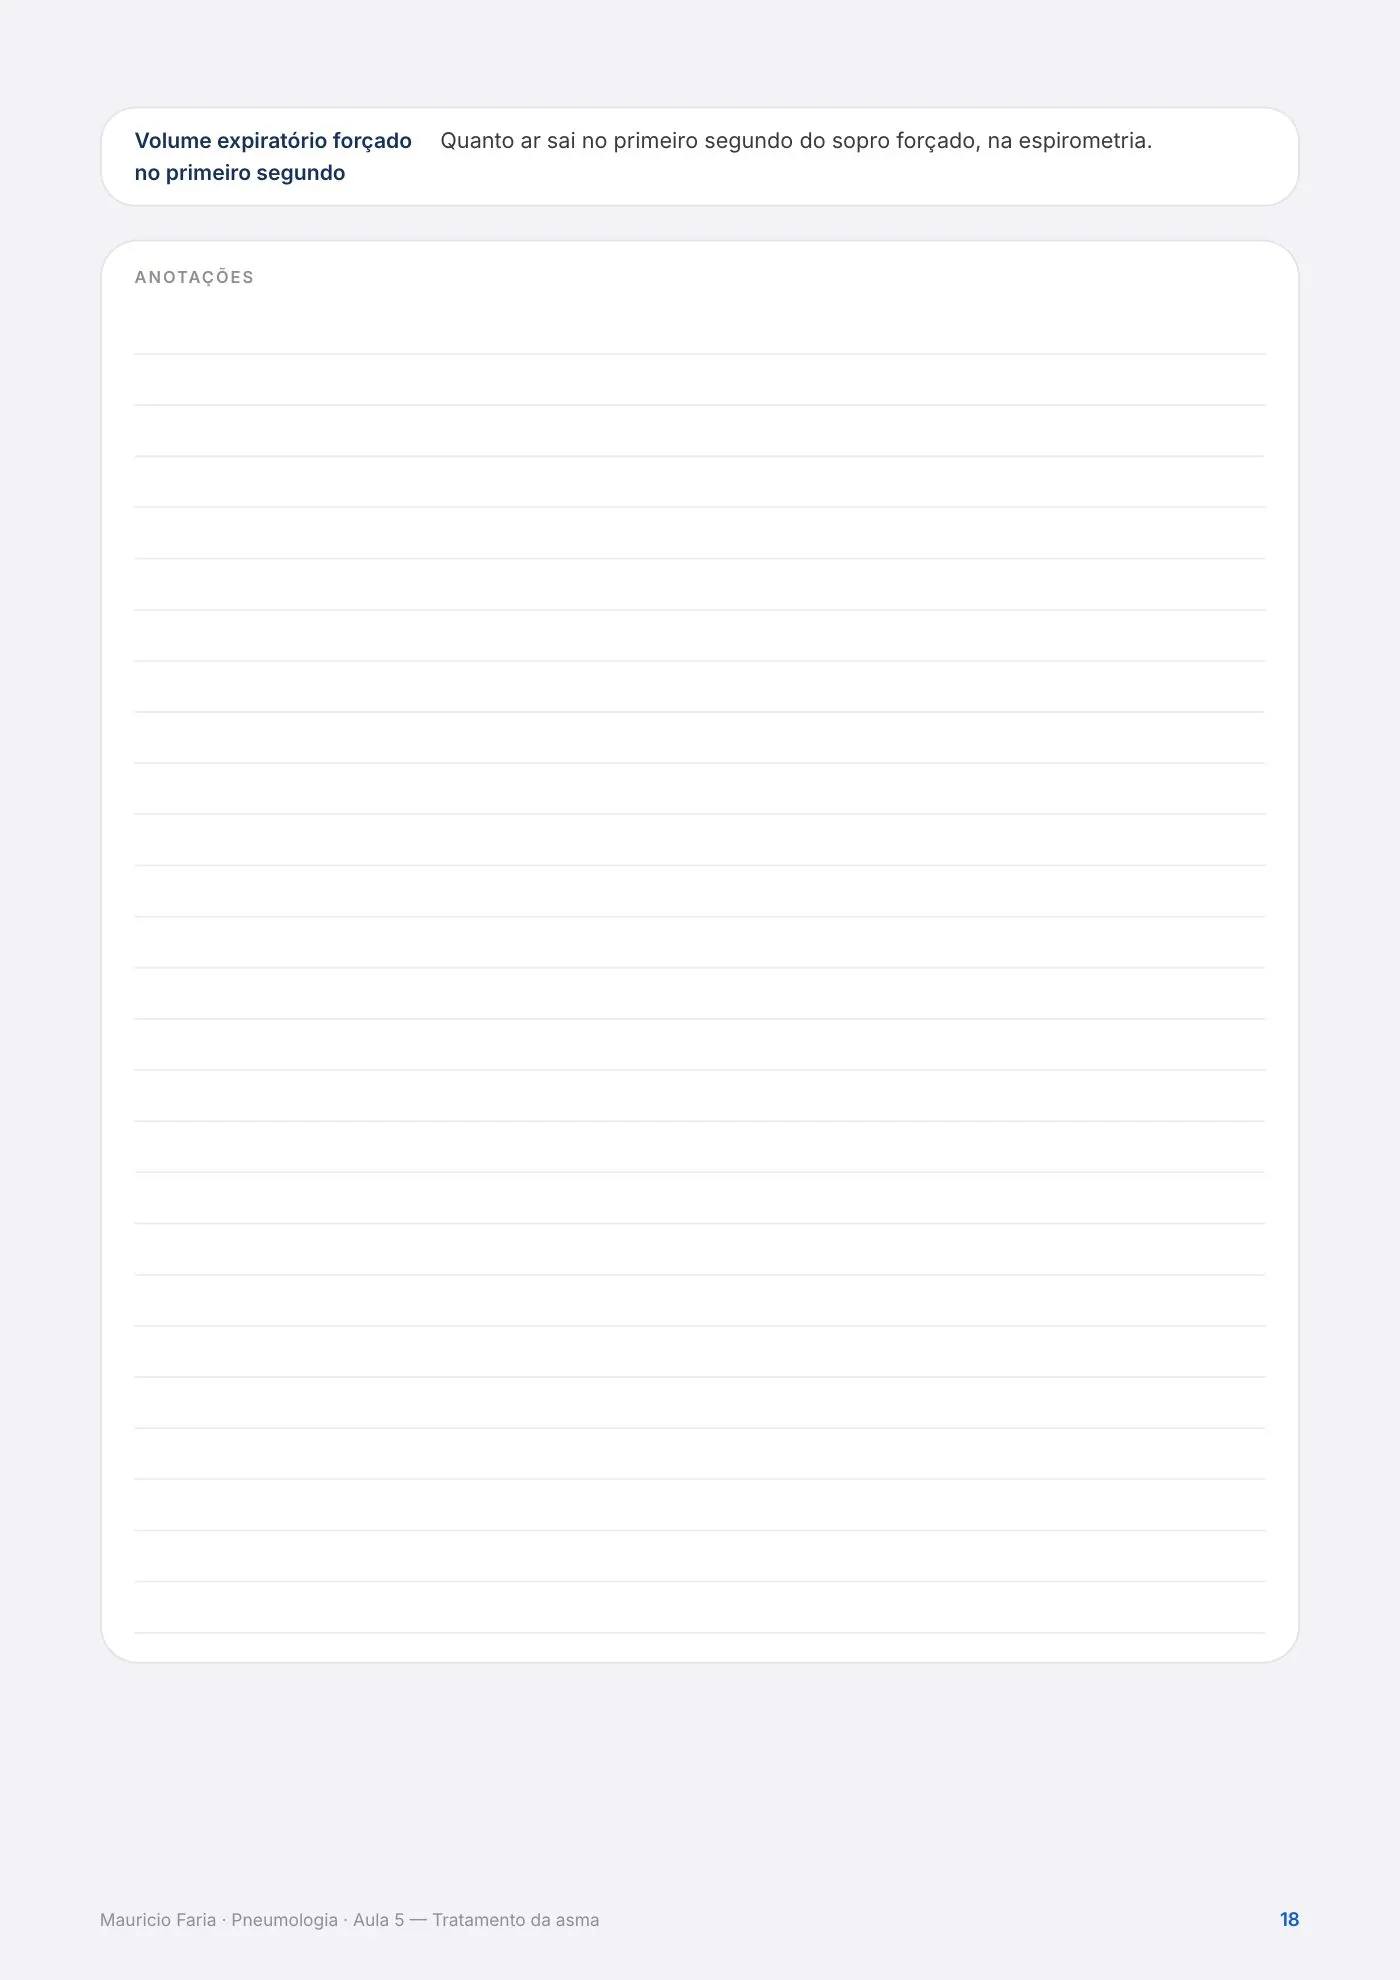 Volume expiratório forçado
no primeiro segundo
Quanto ar sai no primeiro segundo do sopro forçado, na espirometria.
ANOTAÇÕES
Mauricio Faria · Pneumologia · Aula 5 — Tratamento da asma
18